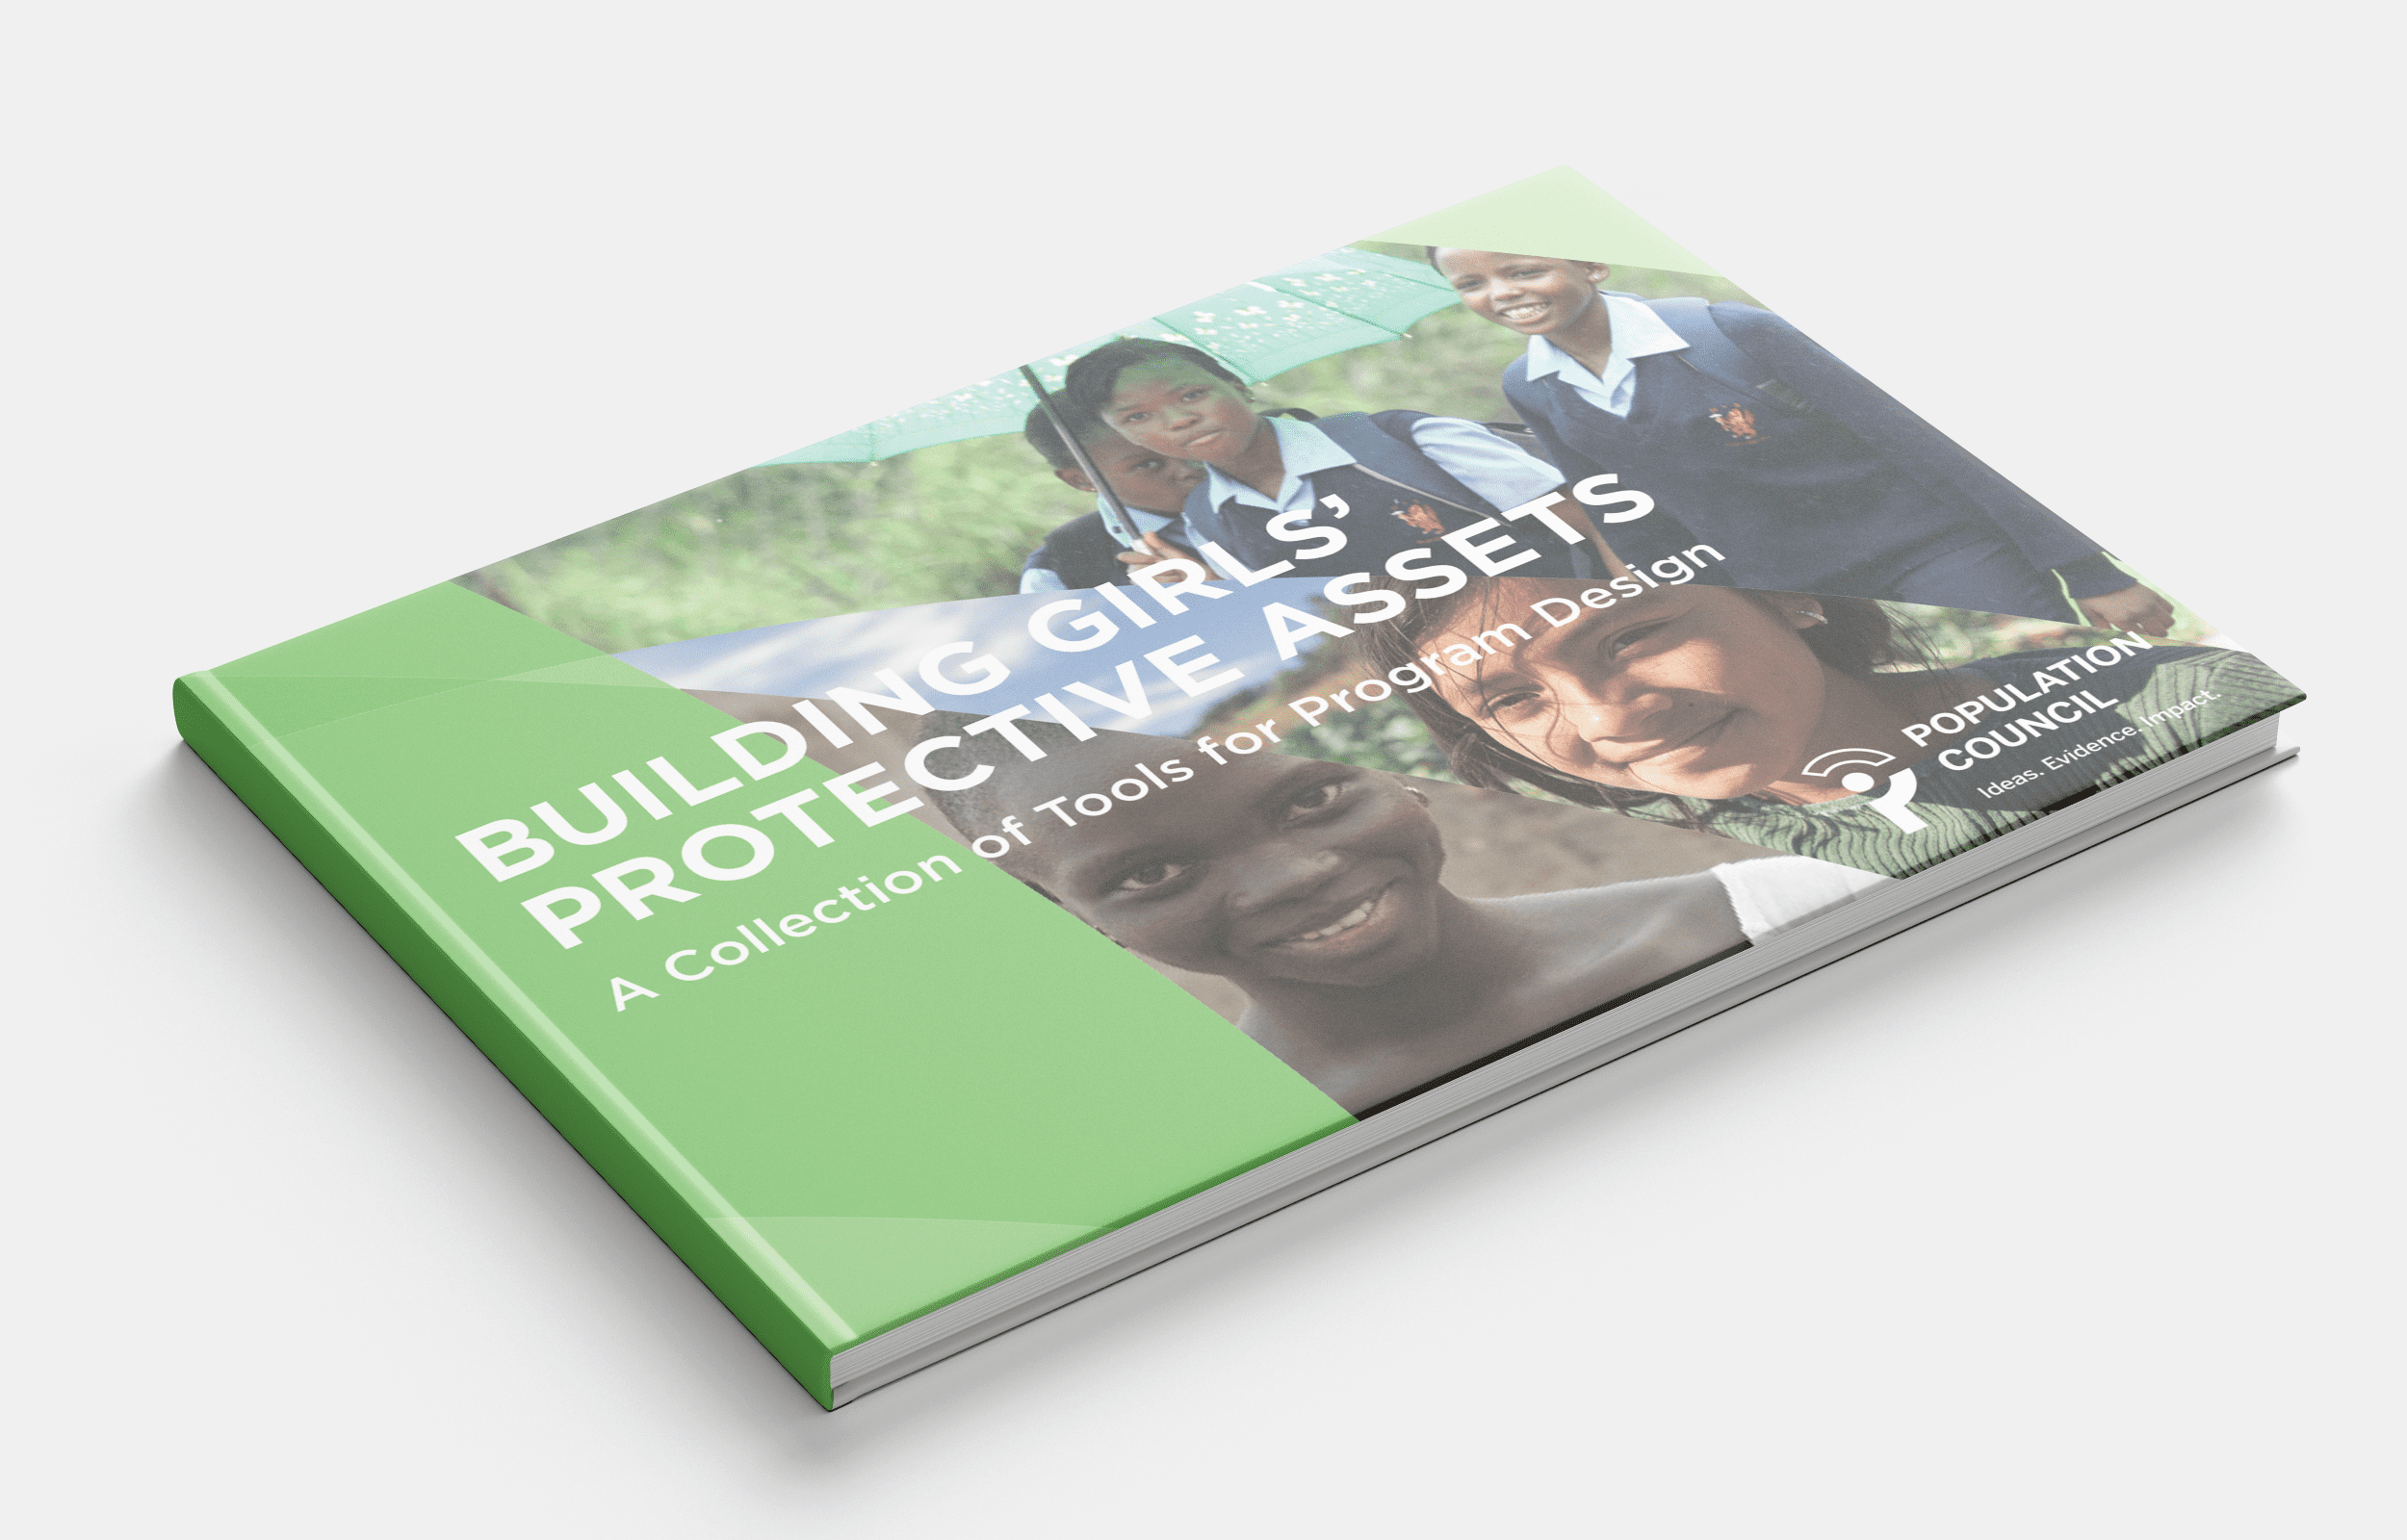 BUILDING GIRLS’
PROTECTIVE ASSETS
A Collection of Tools for Program Design
POPULATION
COUNCIL
Ideas. Evidence. Impact.